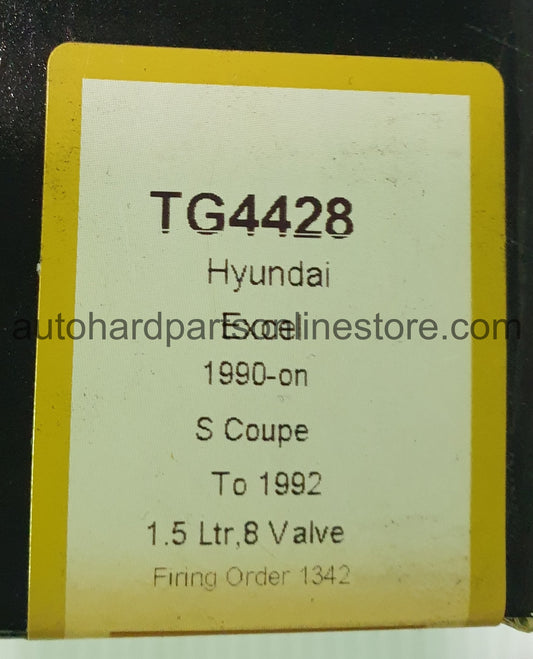 TG4428
Hyundai
Excel
autohardpartsonlinestore.com
1990-on
S Coupe
To 1992
1.5 Ltr,8 Valve
Firing Order 1342